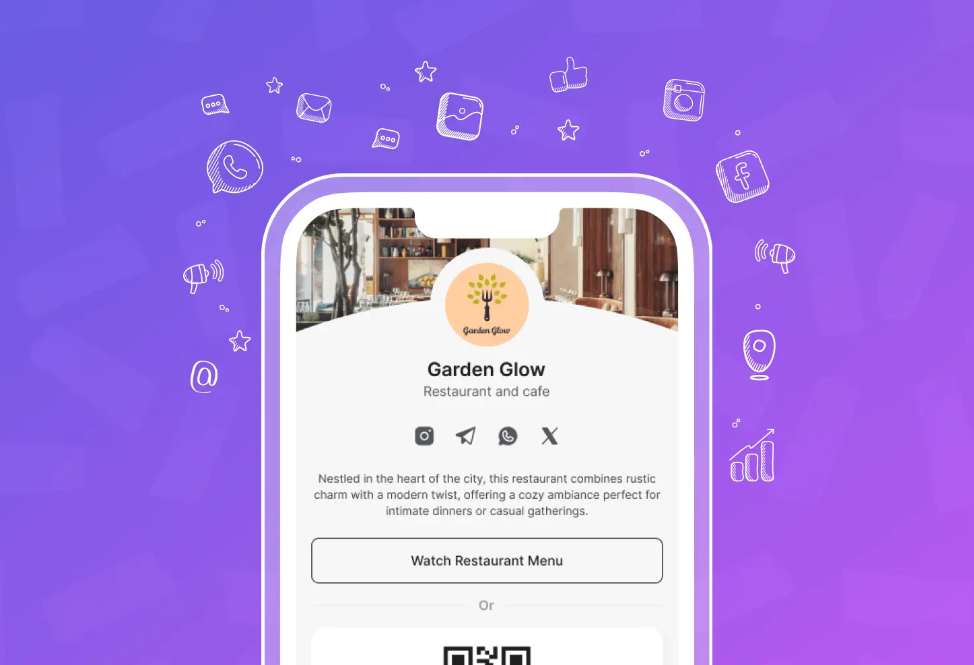 Garden Glow
Garden Glow
Restaurant and cafe
Nestled in the heart of the city, this restaurant combines rustic
charm with a modern twist, offering a cozy ambiance perfect for
intimate dinners or casual gatherings.
Watch Restaurant Menu
Or